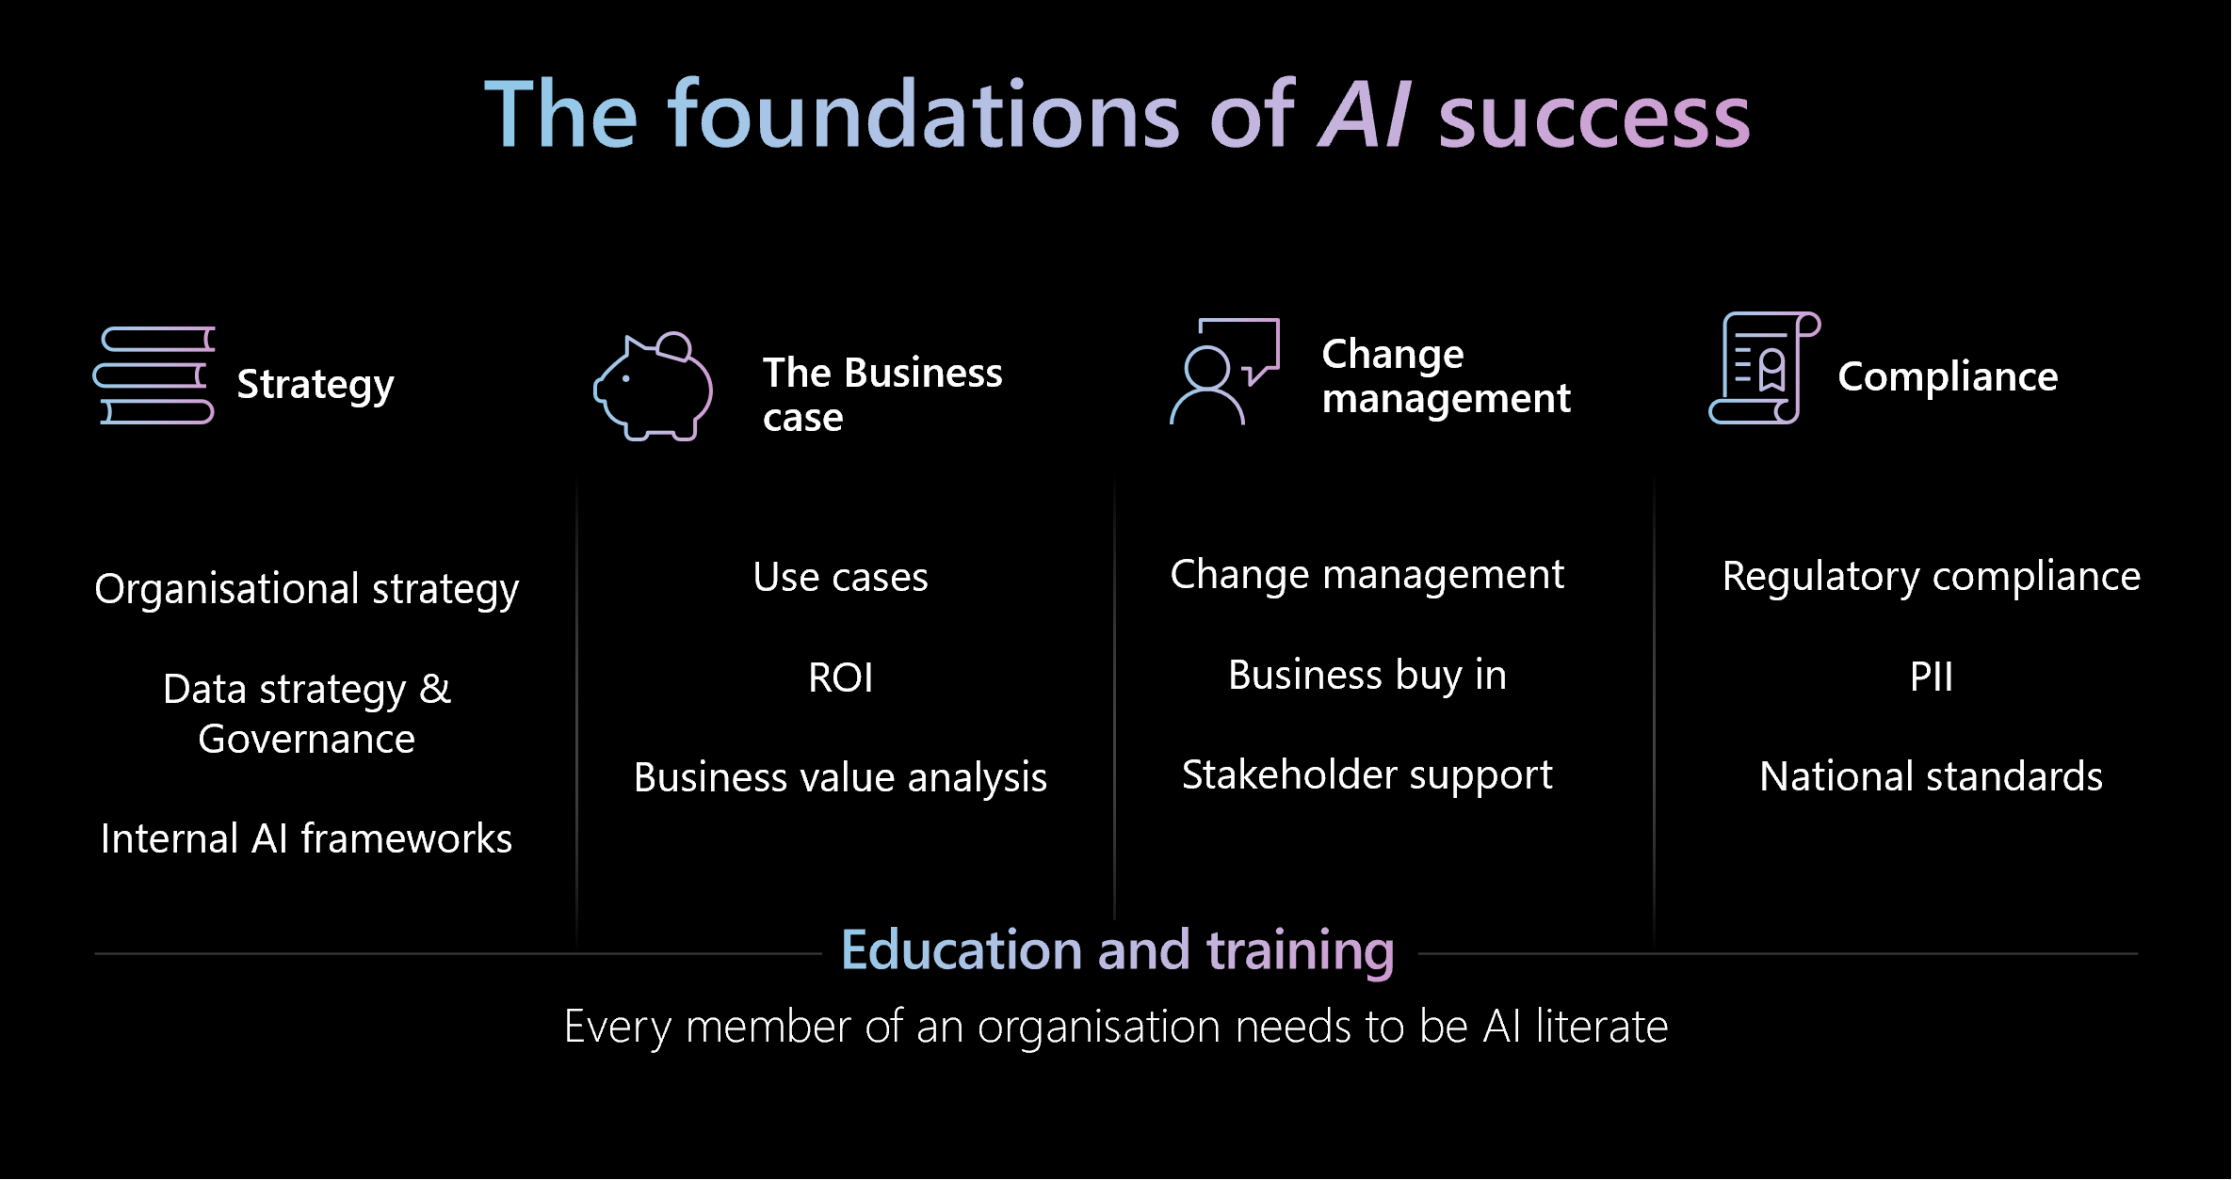 The foundations of AI success
Strategy
Organisational strategy
Data strategy &
Governance
Internal AI frameworks
The Business
case
Use cases
ROI
Business value analysis
Change
management
Change management
Business buy in
Stakeholder support
Compliance
Regulatory compliance
PII
National standards
Education and training
Every member of an organisation needs to be AI literate